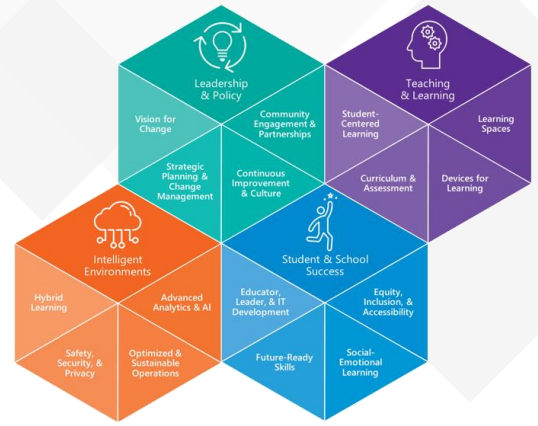 Leadership
& Policy
Vision for
Change
Community
Engagement &
Partnerships
Strategic
Planning &
Change
Management
Continuous
Improvement
& Culture
Teaching
& Learning
Student-
Centered
Learning
Learning
Spaces
Curriculum &
Assessment
Devices for
Learning
Intelligent
Environments
Hybrid
Learning
Advanced
Analytics & AI
Safety,
Security, &
Privacy
Optimized &
Sustainable
Operations
Student & School
Success
Educator,
Leader, & IT
Development
Equity,
Inclusion, &
Accessibility
Future-Ready
Skills
Social-
Emotional
Learning